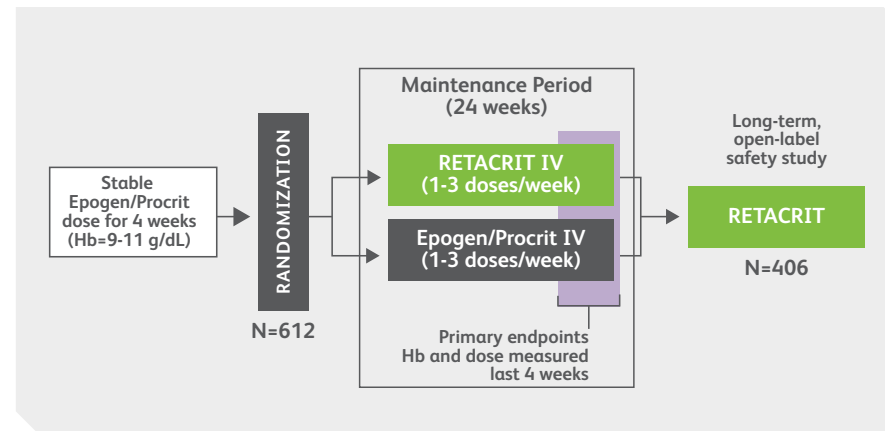 Stable
Epogen/Procrit
dose for 4 weeks
(Hb=9-11 g/dL)
RANDOMIZATION
N=612
Maintenance Period
(24 weeks)
RETACRIT IV
(1-3 doses/week)
Epogen/Procrit IV
(1-3 doses/week)
Primary endpoints
Hb and dose measured
last 4 weeks
Long-term,
open-label
safety study
RETACRIT
N=406